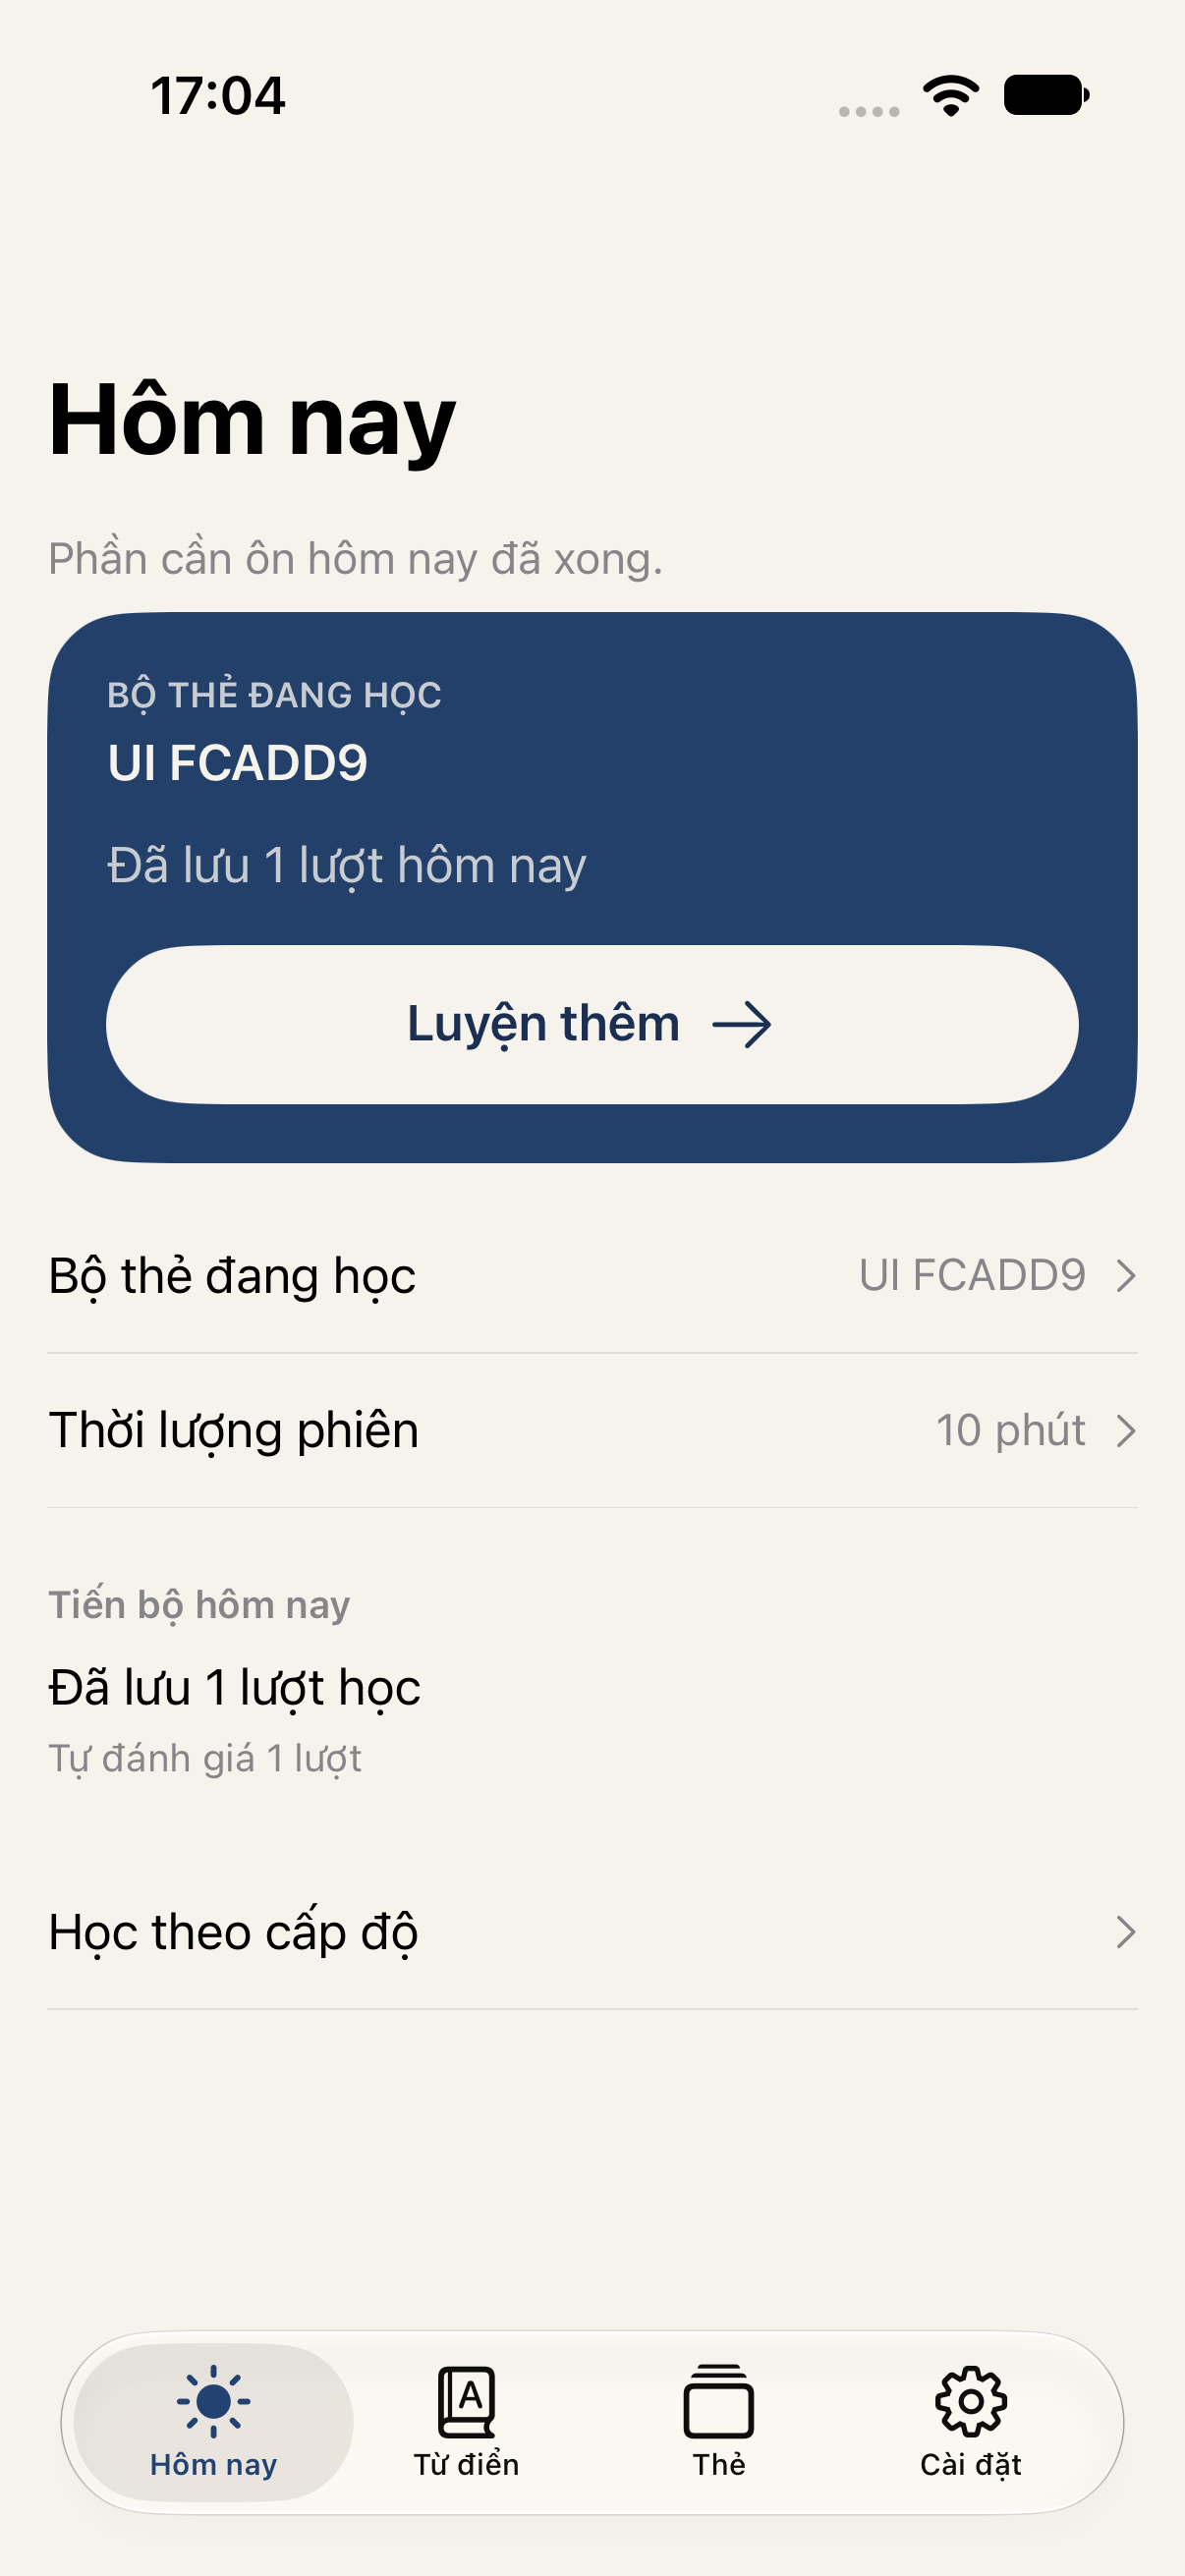 17:04
Hôm nay
Phần cần ôn hôm nay đã xong.
BỘ THẺ ĐANG HỌC
UI FCADD9
Đã lưu 1 lượt hôm nay
Luyện thêm
Bộ thẻ đang học UI FCADD9
Thời lượng phiên 10 phút
Tiến bộ hôm nay
Đã lưu 1 lượt học
Tự đánh giá 1 lượt
Học theo cấp độ
Hôm nay Từ điển Thẻ Cài đặt